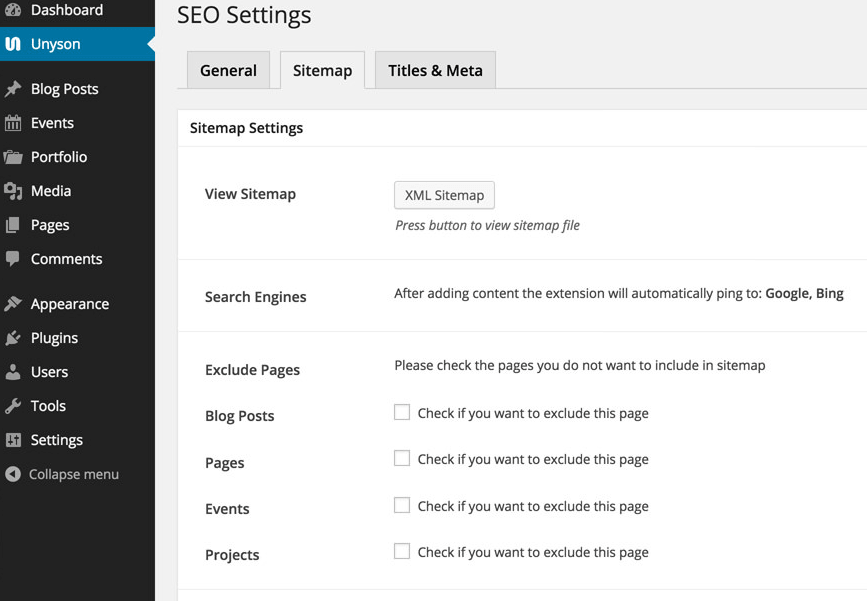 Dashboard
Unyson
Blog Posts
Events
Portfolio
Media
Pages
Comments
Appearance
Plugins
Users
Tools
Settings
Collapse menu
SEO Settings
General Sitemap Titles & Meta
Sitemap Settings
View Sitemap XML Sitemap
Press button to view sitemap file
Search Engines After adding content the extension will automatically ping to: Google, Bing
Exclude Pages Please check the pages you do not want to include in sitemap
Blog Posts Check if you want to exclude this page
Pages Check if you want to exclude this page
Events Check if you want to exclude this page
Projects Check if you want to exclude this page